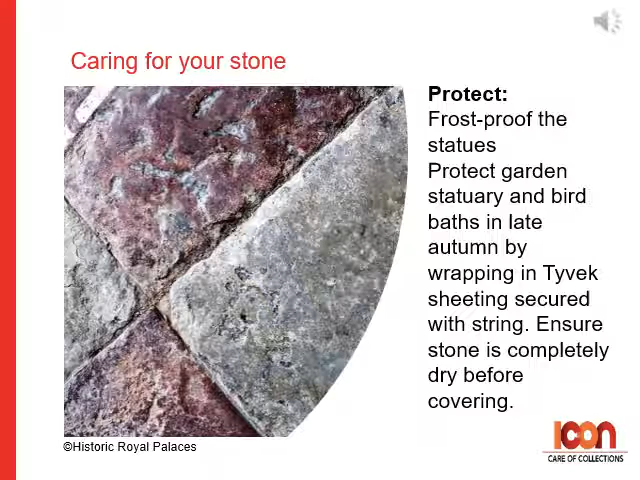 Caring for your stone
Protect:
Frost-proof the
statues
Protect garden
statuary and bird
baths in late
autumn by
wrapping in Tyvek
sheeting secured
with string. Ensure
stone is completely
dry before
covering.
©Historic Royal Palaces
Icon
CARE OF COLLECTIONS